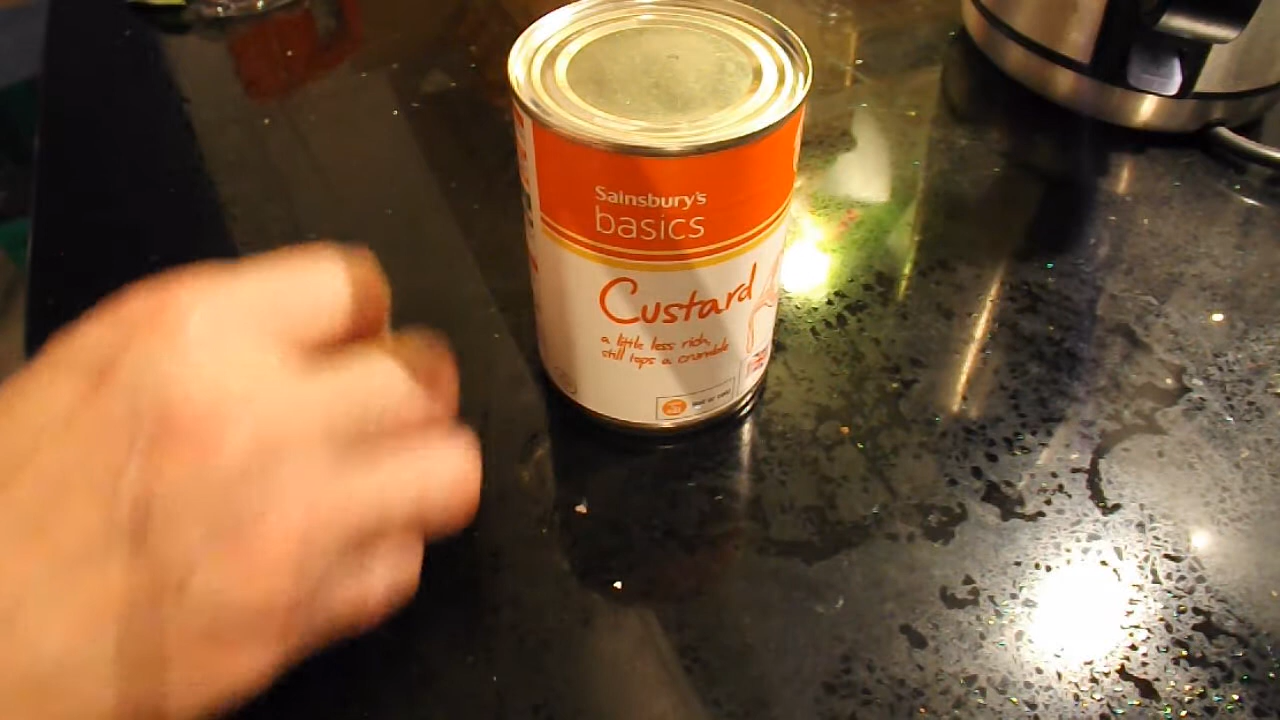 Sainsbury's
basics
Custard
a little less rich,
still tops a crumble